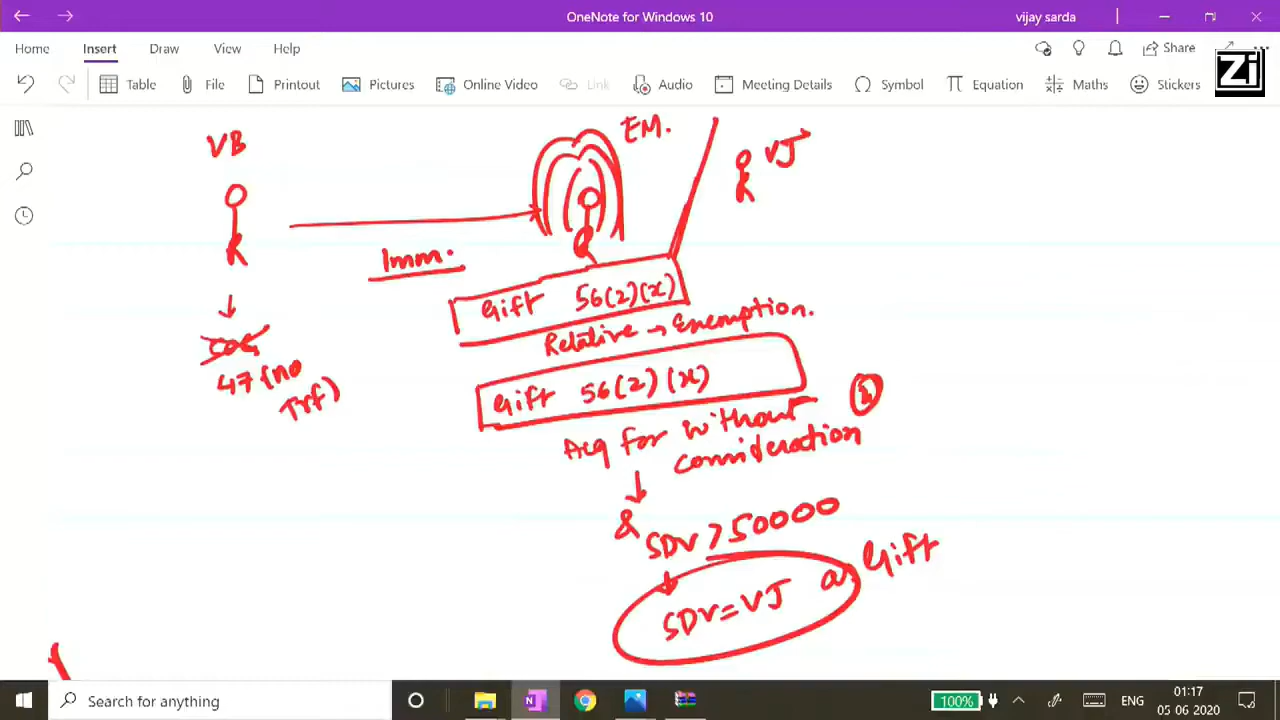 OneNote for Windows 10
vijay sarda
Home Insert Draw View Help
Share
Table File Printout Pictures Online Video Link Audio Meeting Details Symbol Equation Maths Stickers
Zi
VB
EM.
VJ
Imm.
Gift 56(2)(x)
Relative → Exemption.
47 (no
Trf)
Gift 56(2)(x)
Acq for without
consideration
&
SDV > 50000
SDV = VJ as Gift
Search for anything
100%
ENG
01:17
05-06-2020